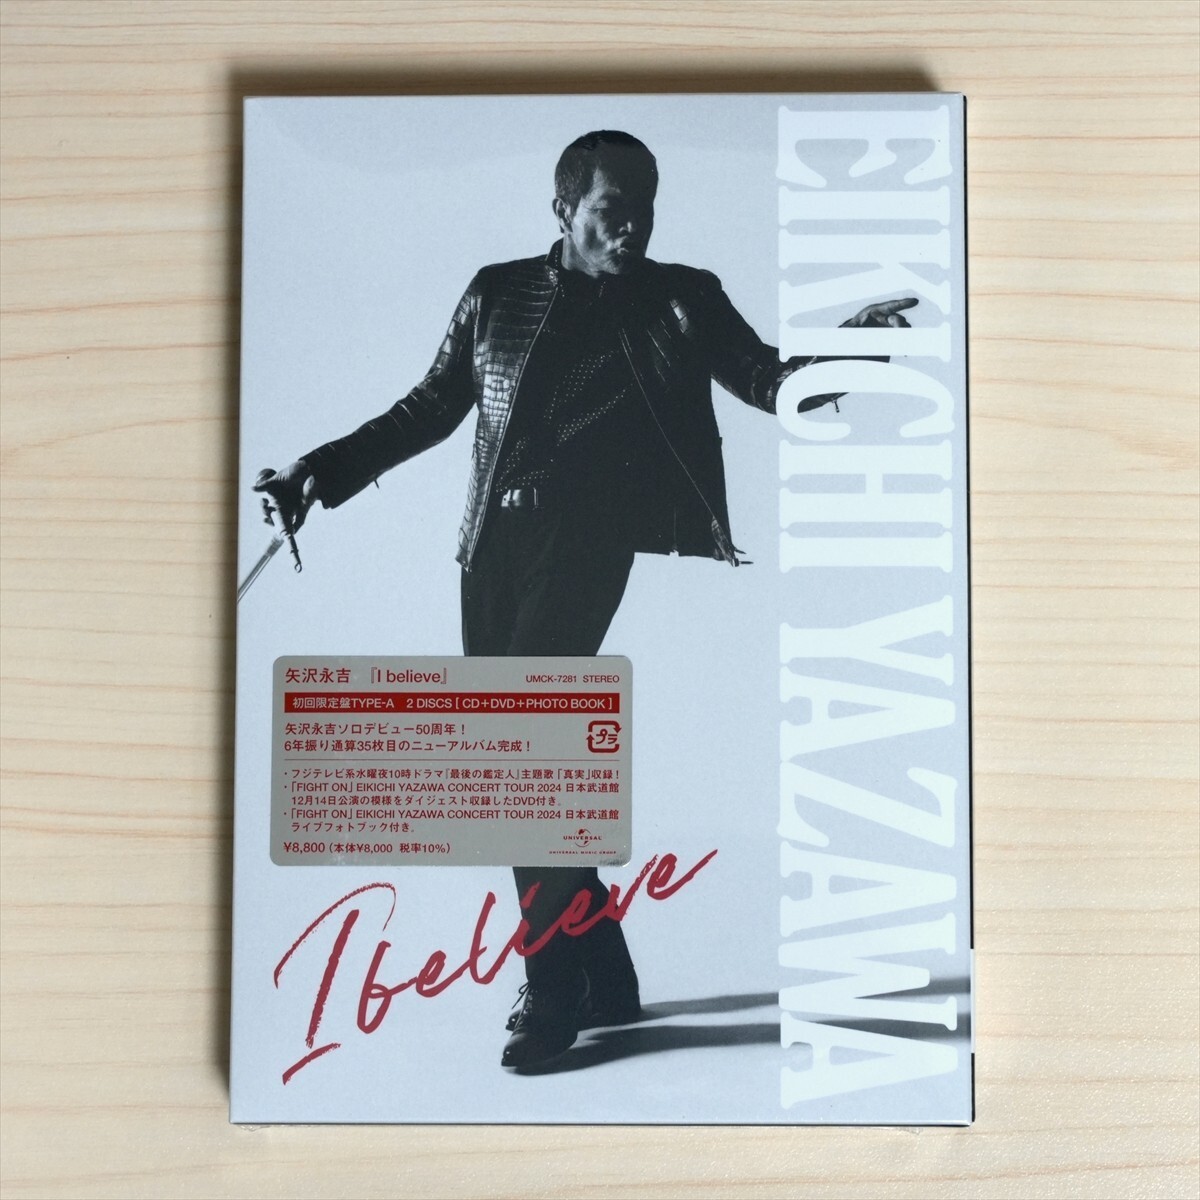 EIKICHI YAZAWA
矢沢永吉 『I believe』 UMCK-7281 STEREO
初回限定盤TYPE-A 2 DISCS [ CD+DVD+PHOTO BOOK ]
矢沢永吉ソロデビュー50周年！
6年振り通算35枚目のニューアルバム完成！
プラ
・フジテレビ系水曜夜10時ドラマ『最後の鑑定人』主題歌「真実」収録！
・「FIGHT ON」EIKICHI YAZAWA CONCERT TOUR 2024 日本武道館
12月14日公演の模様をダイジェスト収録したDVD付き。
・「FIGHT ON」EIKICHI YAZAWA CONCERT TOUR 2024 日本武道館
ライブフォトブック付き。
¥8,800 (本体¥8,000 税率10%)
UNIVERSAL
UNIVERSAL MUSIC GROUP
I believe